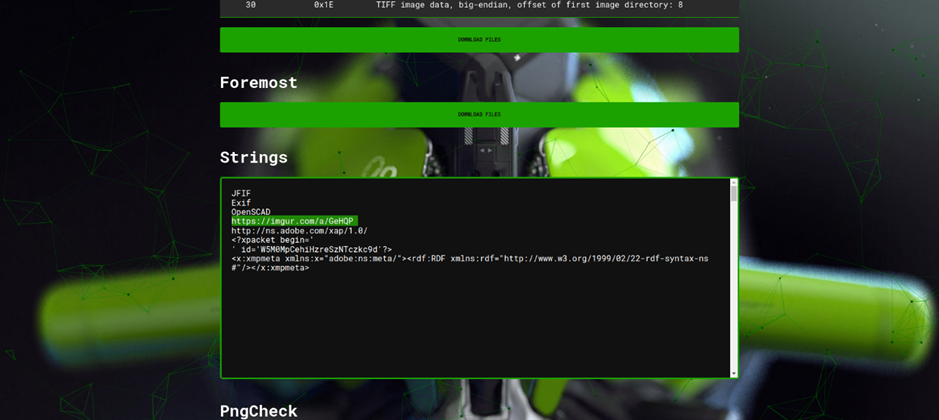 30 0x1E TIFF image data, big-endian, offset of first image directory: 8
DOWNLOAD FILES
Foremost
DOWNLOAD FILES
Strings
JFIF
Exif
OpenSCAD
https://imgur.com/a/GeHQP
http://ns.adobe.com/xap/1.0/
<?xpacket begin='
' id='W5M0MpCehiHzreSzNTczkc9d'?>
<x:xmpmeta xmlns:x="adobe:ns:meta/"><rdf:RDF xmlns:rdf="http://www.w3.org/1999/02/22-rdf-syntax-ns
#"/></x:xmpmeta>
PngCheck